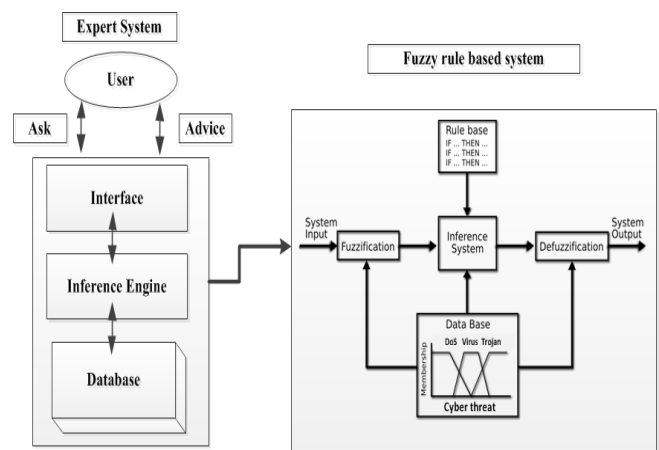 Expert System
User
Ask
Advice
Interface
Inference Engine
Database
Fuzzy rule based system
Rule base
IF ... THEN ...
IF ... THEN ...
IF ... THEN ...
System
Input
Fuzzification
Inference
System
Defuzzification
System
Output
Data Base
DoS Virus Trojan
Membership
Cyber threat